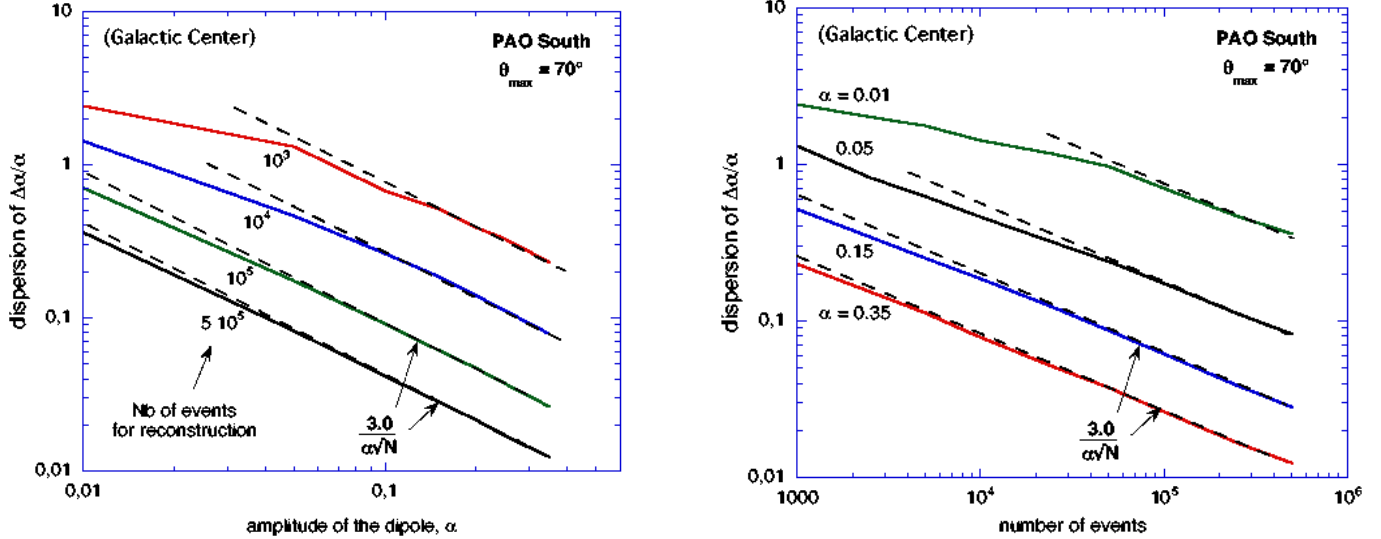 10
(Galactic Center)
PAO South
θmax = 70°
1
0,1
0,01
dispersion of Δα/α
10³
10⁴
10⁵
5 10⁵
Nb of events
for reconstruction
3.0
α√N
0,01
0,1
amplitude of the dipole, α
10
(Galactic Center)
PAO South
θmax = 70°
1
0,1
0,01
dispersion of Δα/α
α = 0.01
0.05
0.15
α = 0.35
3.0
α√N
1000
10⁴
10⁵
10⁶
number of events